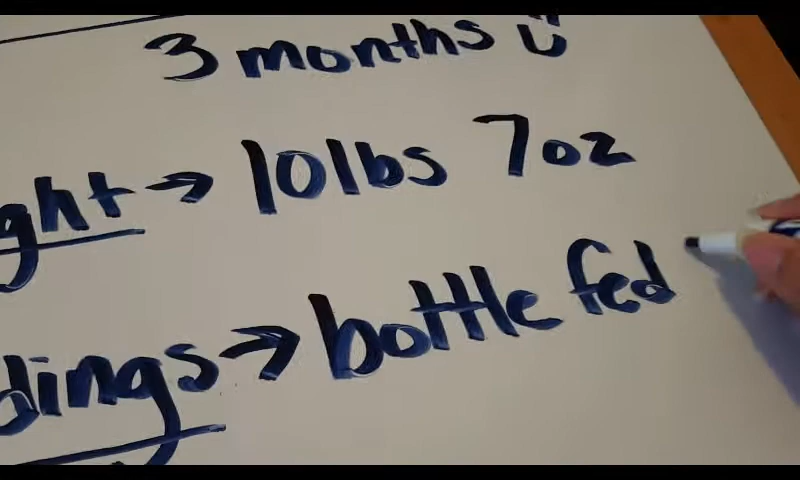 3 months
ght → 10lbs 7oz
dings → bottle fed